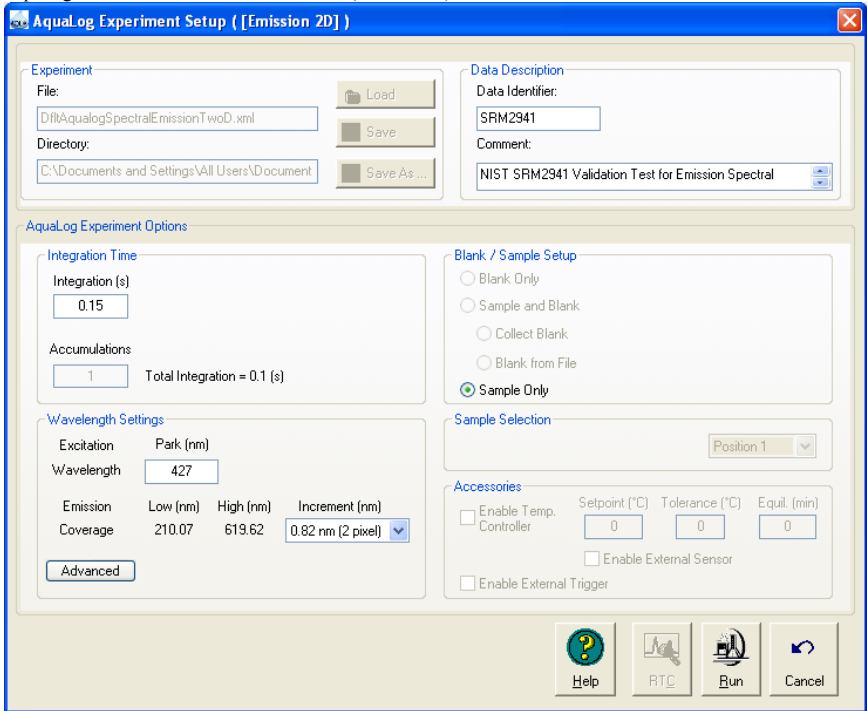 AquaLog Experiment Setup ( [Emission 2D] )
Experiment
File:
DfltAqualogSpectralEmissionTwoD.xml
Directory:
C:\Documents and Settings\All Users\Document
Load
Save
Save As ...
Data Description
Data Identifier:
SRM2941
Comment:
NIST SRM2941 Validation Test for Emission Spectral
AquaLog Experiment Options
Integration Time
Integration (s)
0.15
Accumulations
1 Total Integration = 0.1 (s)
Blank / Sample Setup
Blank Only
Sample and Blank
Collect Blank
Blank from File
Sample Only
Wavelength Settings
Excitation Park (nm)
Wavelength 427
Emission Low (nm) High (nm) Increment (nm)
Coverage 210.07 619.62 0.82 nm (2 pixel)
Advanced
Sample Selection
Position 1
Accessories
Enable Temp. Controller
Setpoint (°C) Tolerance (°C) Equil. (min)
0 0 0
Enable External Sensor
Enable External Trigger
Help
RTC
Run
Cancel